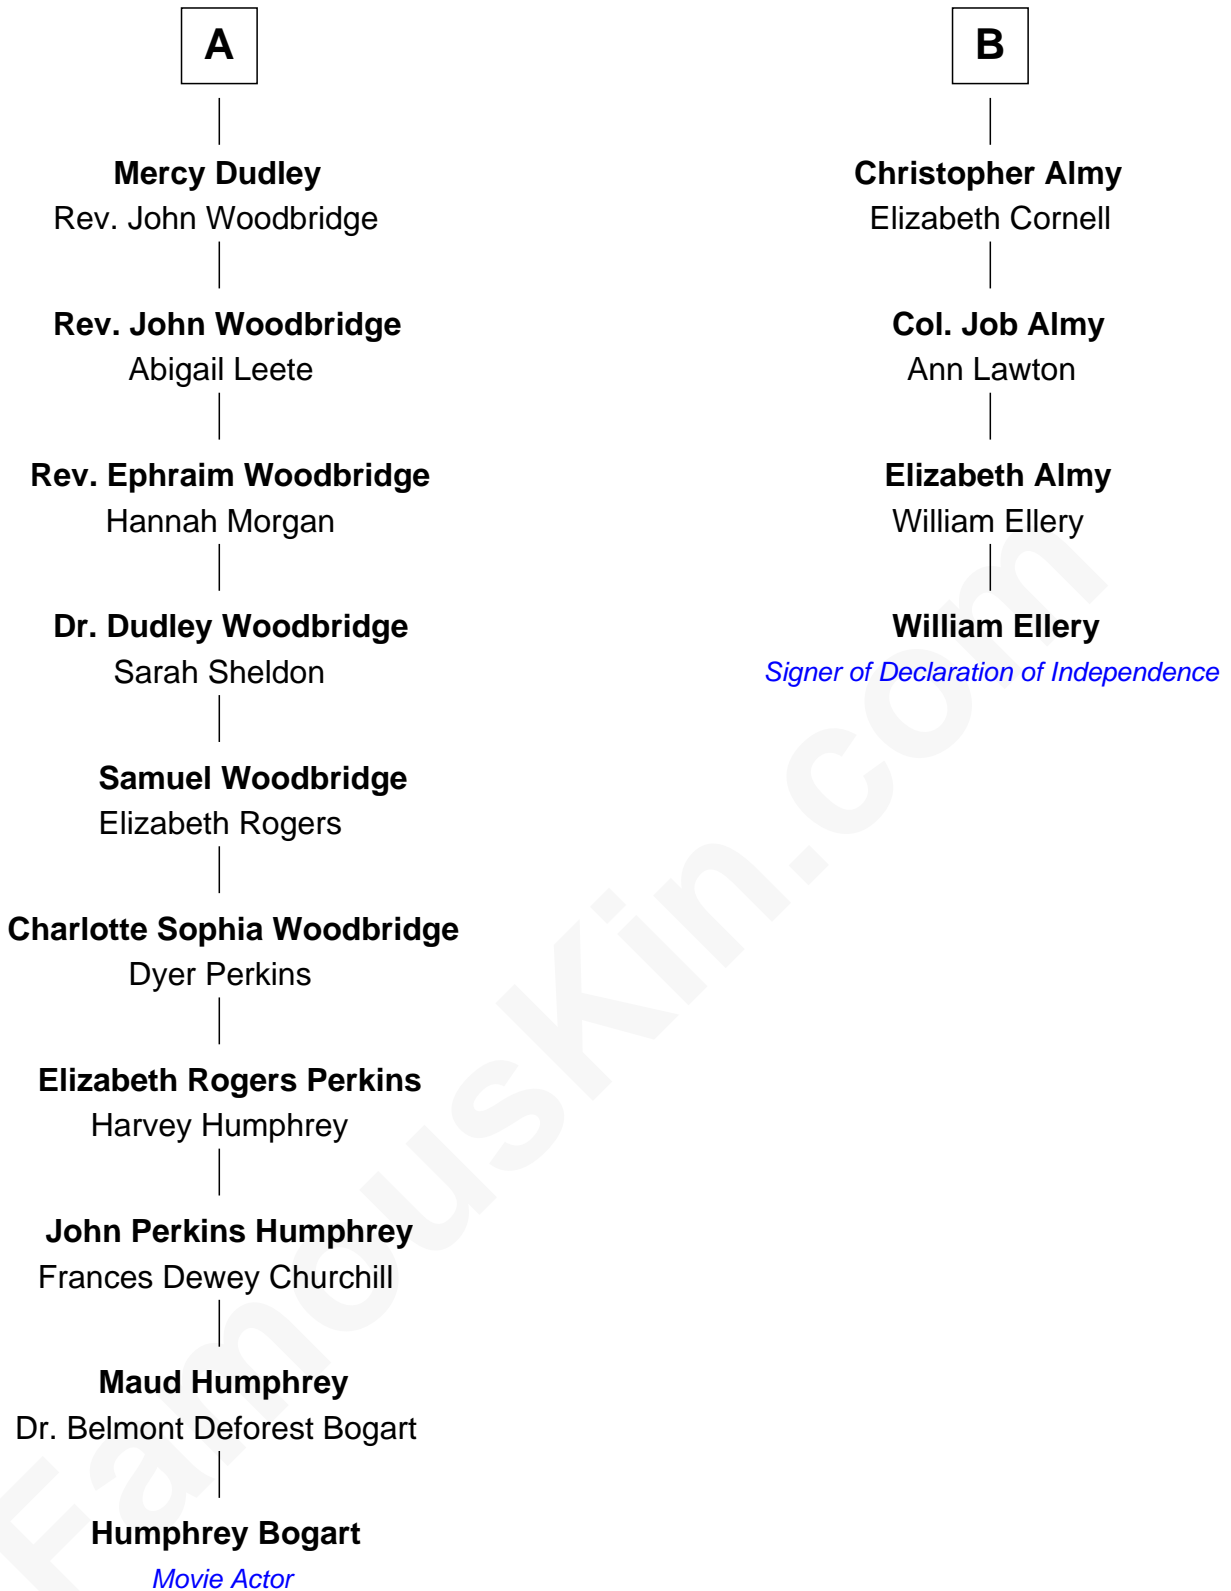 A
Mercy Dudley
Rev. John Woodbridge
Rev. John Woodbridge
Abigail Leete
Rev. Ephraim Woodbridge
Hannah Morgan
Dr. Dudley Woodbridge
Sarah Sheldon
Samuel Woodbridge
Elizabeth Rogers
Charlotte Sophia Woodbridge
Dyer Perkins
Elizabeth Rogers Perkins
Harvey Humphrey
John Perkins Humphrey
Frances Dewey Churchill
Maud Humphrey
Dr. Belmont Deforest Bogart
Humphrey Bogart
Movie Actor
B
Christopher Almy
Elizabeth Cornell
Col. Job Almy
Ann Lawton
Elizabeth Almy
William Ellery
William Ellery
Signer of Declaration of Independence
FamousKin.com